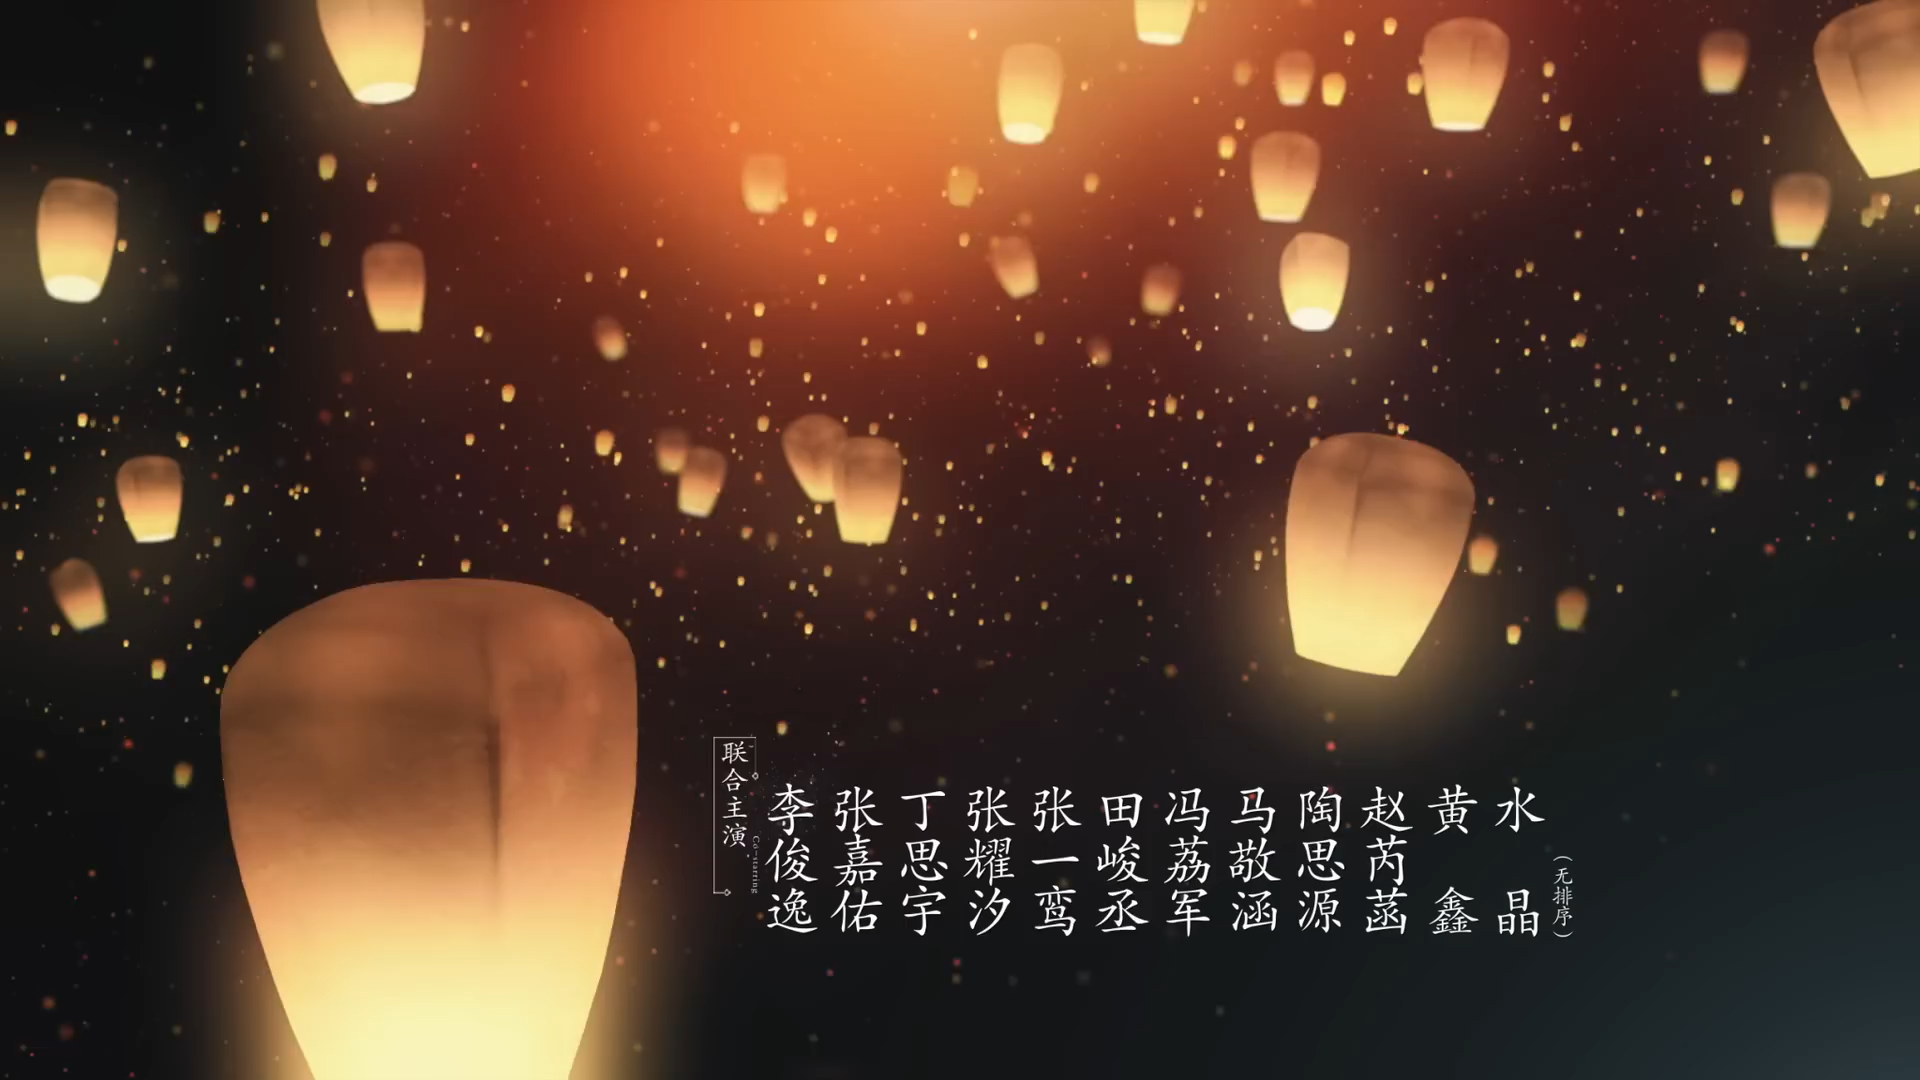 联合主演
Co-starring
李俊逸
张嘉佑
丁思宇
张耀汐
张一鸾
田峻丞
冯荔军
马敬涵
陶思源
赵芮菡
黄鑫
水晶
(无排序)